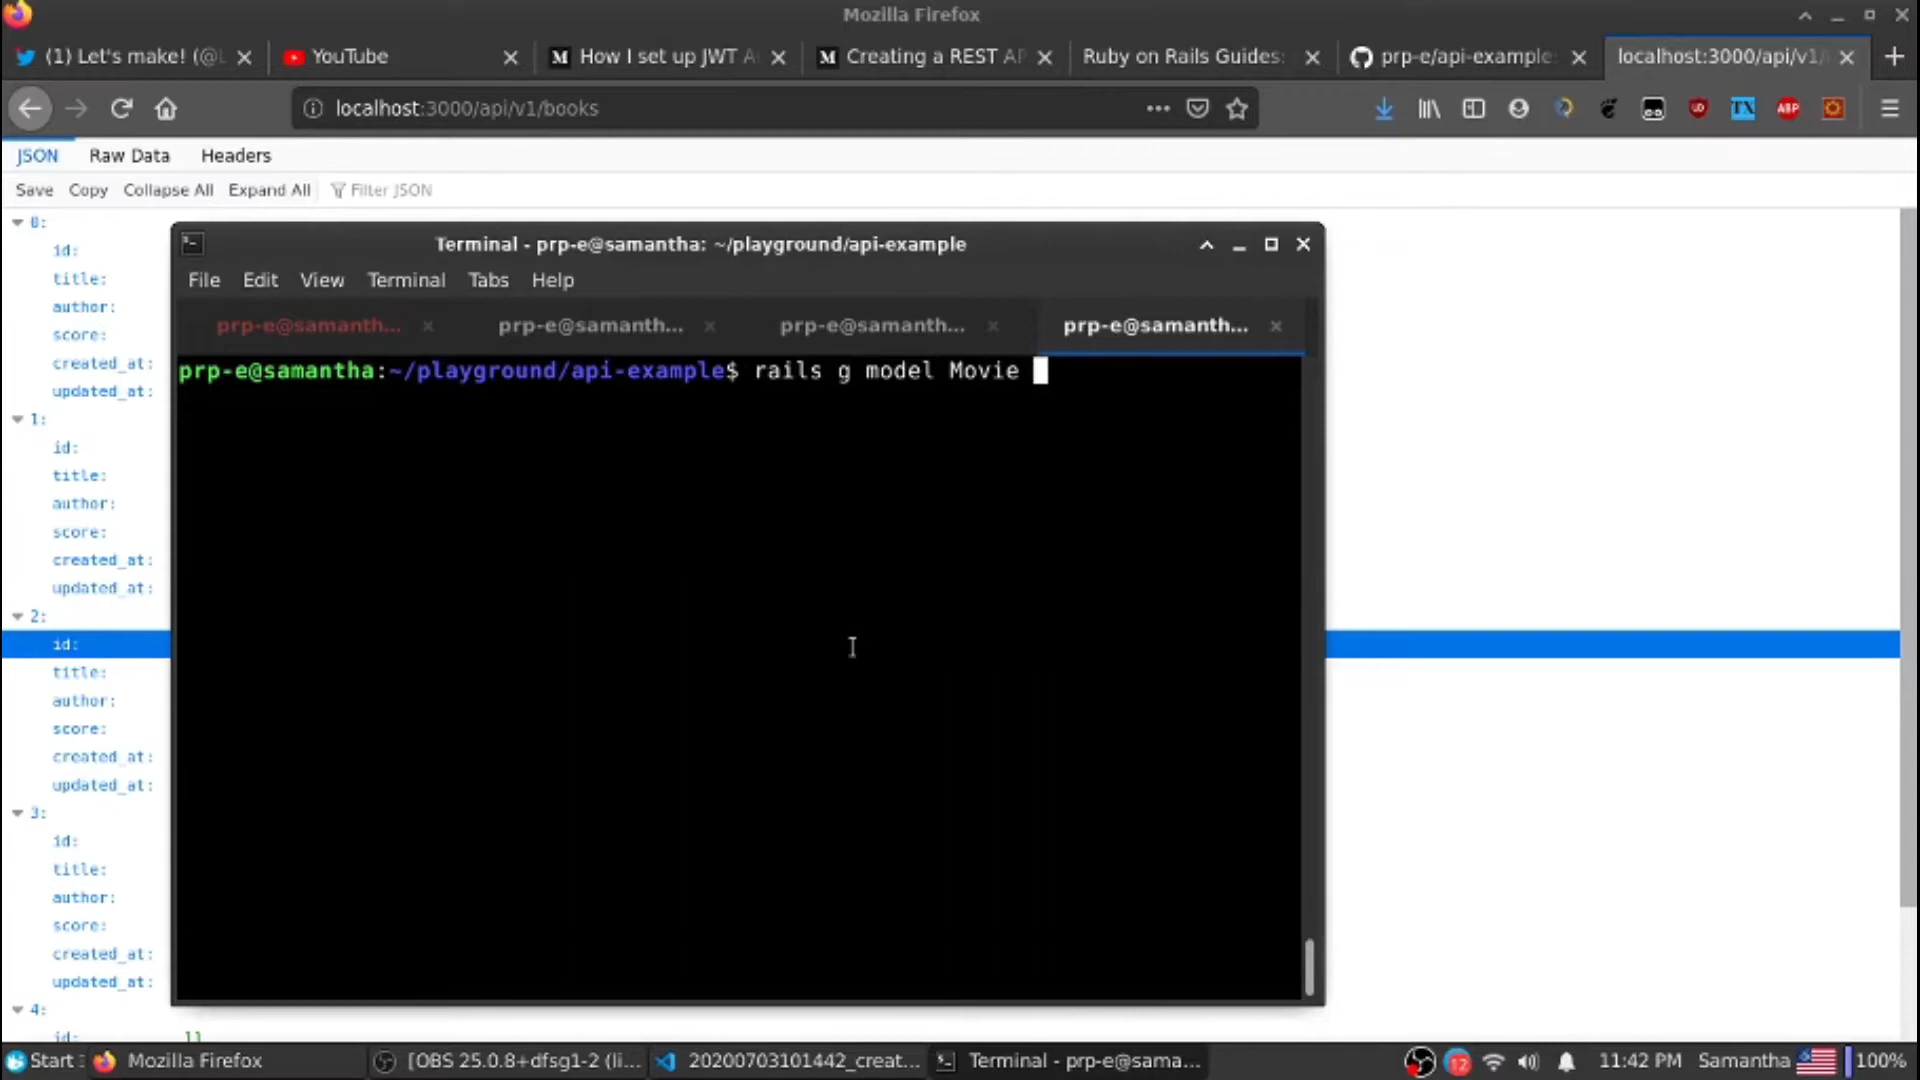 Mozilla Firefox
(1) Let's make! (@L
YouTube
How I set up JWT A
Creating a REST AP
Ruby on Rails Guides:
prp-e/api-example:
localhost:3000/api/v1/
localhost:3000/api/v1/books
JSON
Raw Data
Headers
Save
Copy
Collapse All
Expand All
Filter JSON
0:
id:
title:
author:
score:
created_at:
updated_at:
1:
id:
title:
author:
score:
created_at:
updated_at:
2:
id:
title:
author:
score:
created_at:
updated_at:
3:
id:
title:
author:
score:
created_at:
updated_at:
4:
id:
11
Terminal - prp-e@samantha: ~/playground/api-example
File
Edit
View
Terminal
Tabs
Help
prp-e@samanth...
prp-e@samanth...
prp-e@samanth...
prp-e@samanth...
prp-e@samantha:~/playground/api-example$ rails g model Movie
Start
Mozilla Firefox
[OBS 25.0.8+dfsg1-2 (li...
20200703101442_creat...
Terminal - prp-e@sama...
12
11:42 PM
Samantha
100%